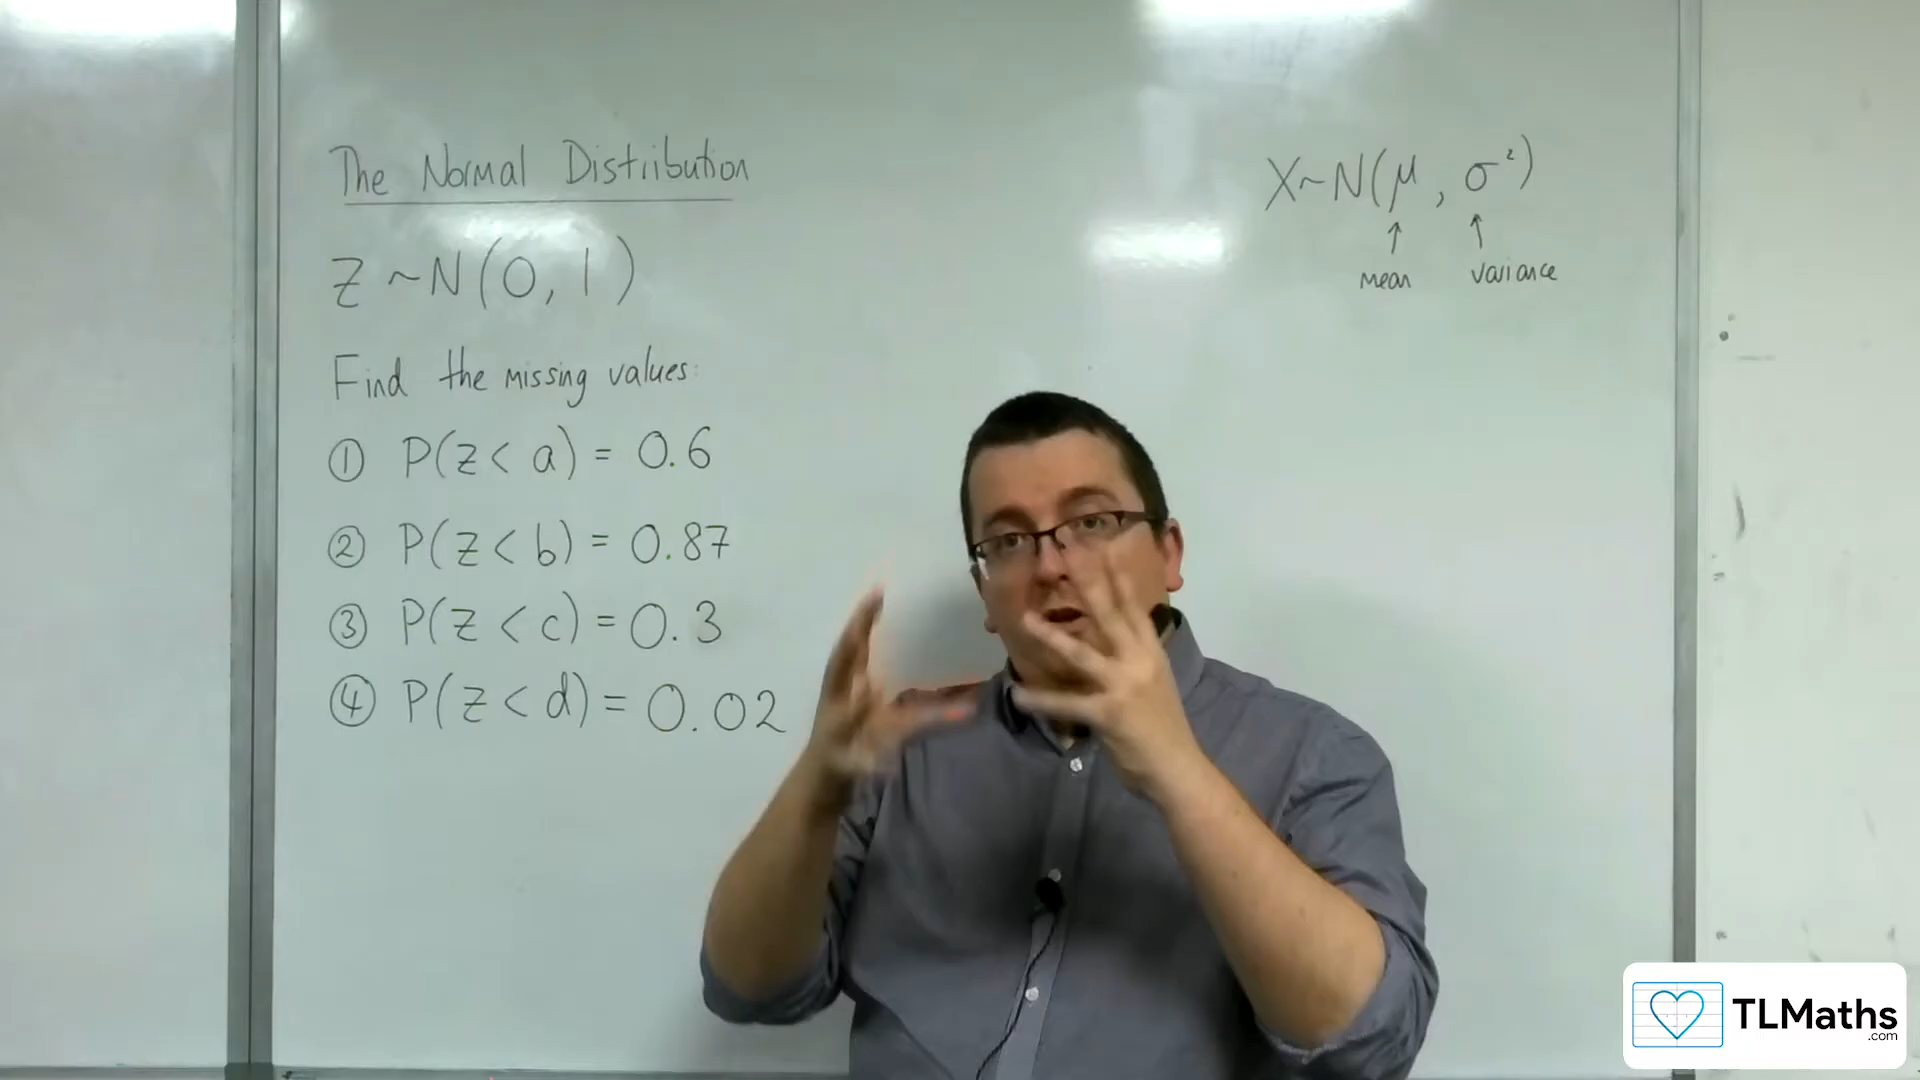 The Normal Distribution
Z ~ N(0, 1)
Find the missing values:
① P(Z < a) = 0.6
② P(Z < b) = 0.87
③ P(Z < c) = 0.3
④ P(Z < d) = 0.02
X~N(μ, σ²)
↑ ↑
mean variance
TLMaths
.com